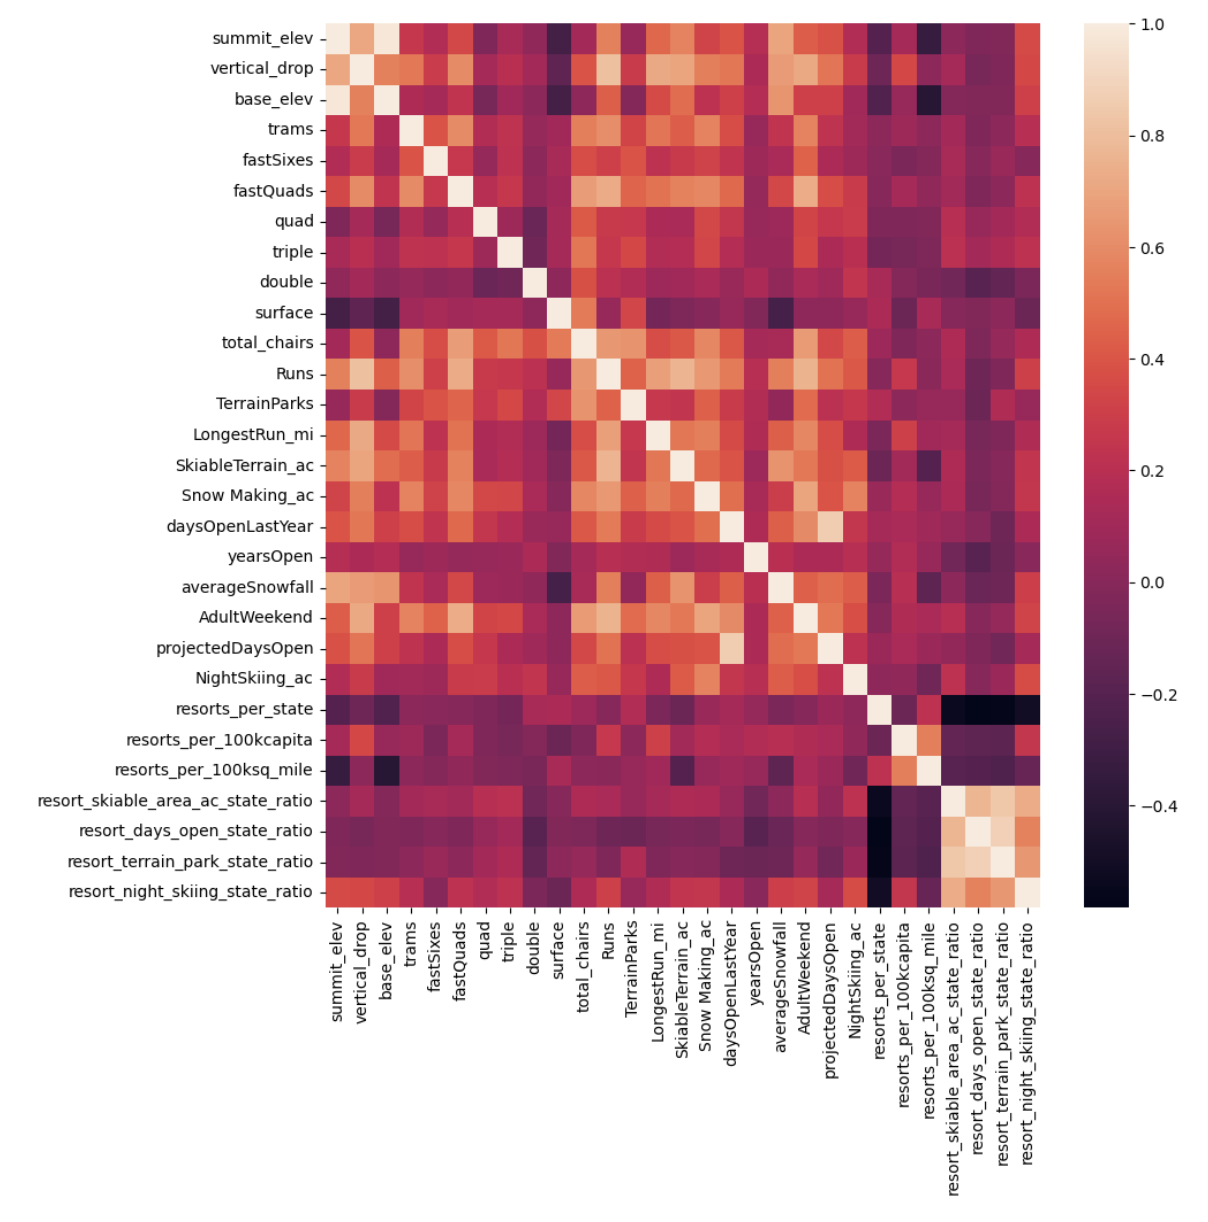 summit_elev
vertical_drop
base_elev
trams
fastSixes
fastQuads
quad
triple
double
surface
total_chairs
Runs
TerrainParks
LongestRun_mi
SkiableTerrain_ac
Snow Making_ac
daysOpenLastYear
yearsOpen
averageSnowfall
AdultWeekend
projectedDaysOpen
NightSkiing_ac
resorts_per_state
resorts_per_100kcapita
resorts_per_100ksq_mile
resort_skiable_area_ac_state_ratio
resort_days_open_state_ratio
resort_terrain_park_state_ratio
resort_night_skiing_state_ratio
summit_elev
vertical_drop
base_elev
trams
fastSixes
fastQuads
quad
triple
double
surface
total_chairs
Runs
TerrainParks
LongestRun_mi
SkiableTerrain_ac
Snow Making_ac
daysOpenLastYear
yearsOpen
averageSnowfall
AdultWeekend
projectedDaysOpen
NightSkiing_ac
resorts_per_state
resorts_per_100kcapita
resorts_per_100ksq_mile
resort_skiable_area_ac_state_ratio
resort_days_open_state_ratio
resort_terrain_park_state_ratio
resort_night_skiing_state_ratio
1.0
0.8
0.6
0.4
0.2
0.0
−0.2
−0.4